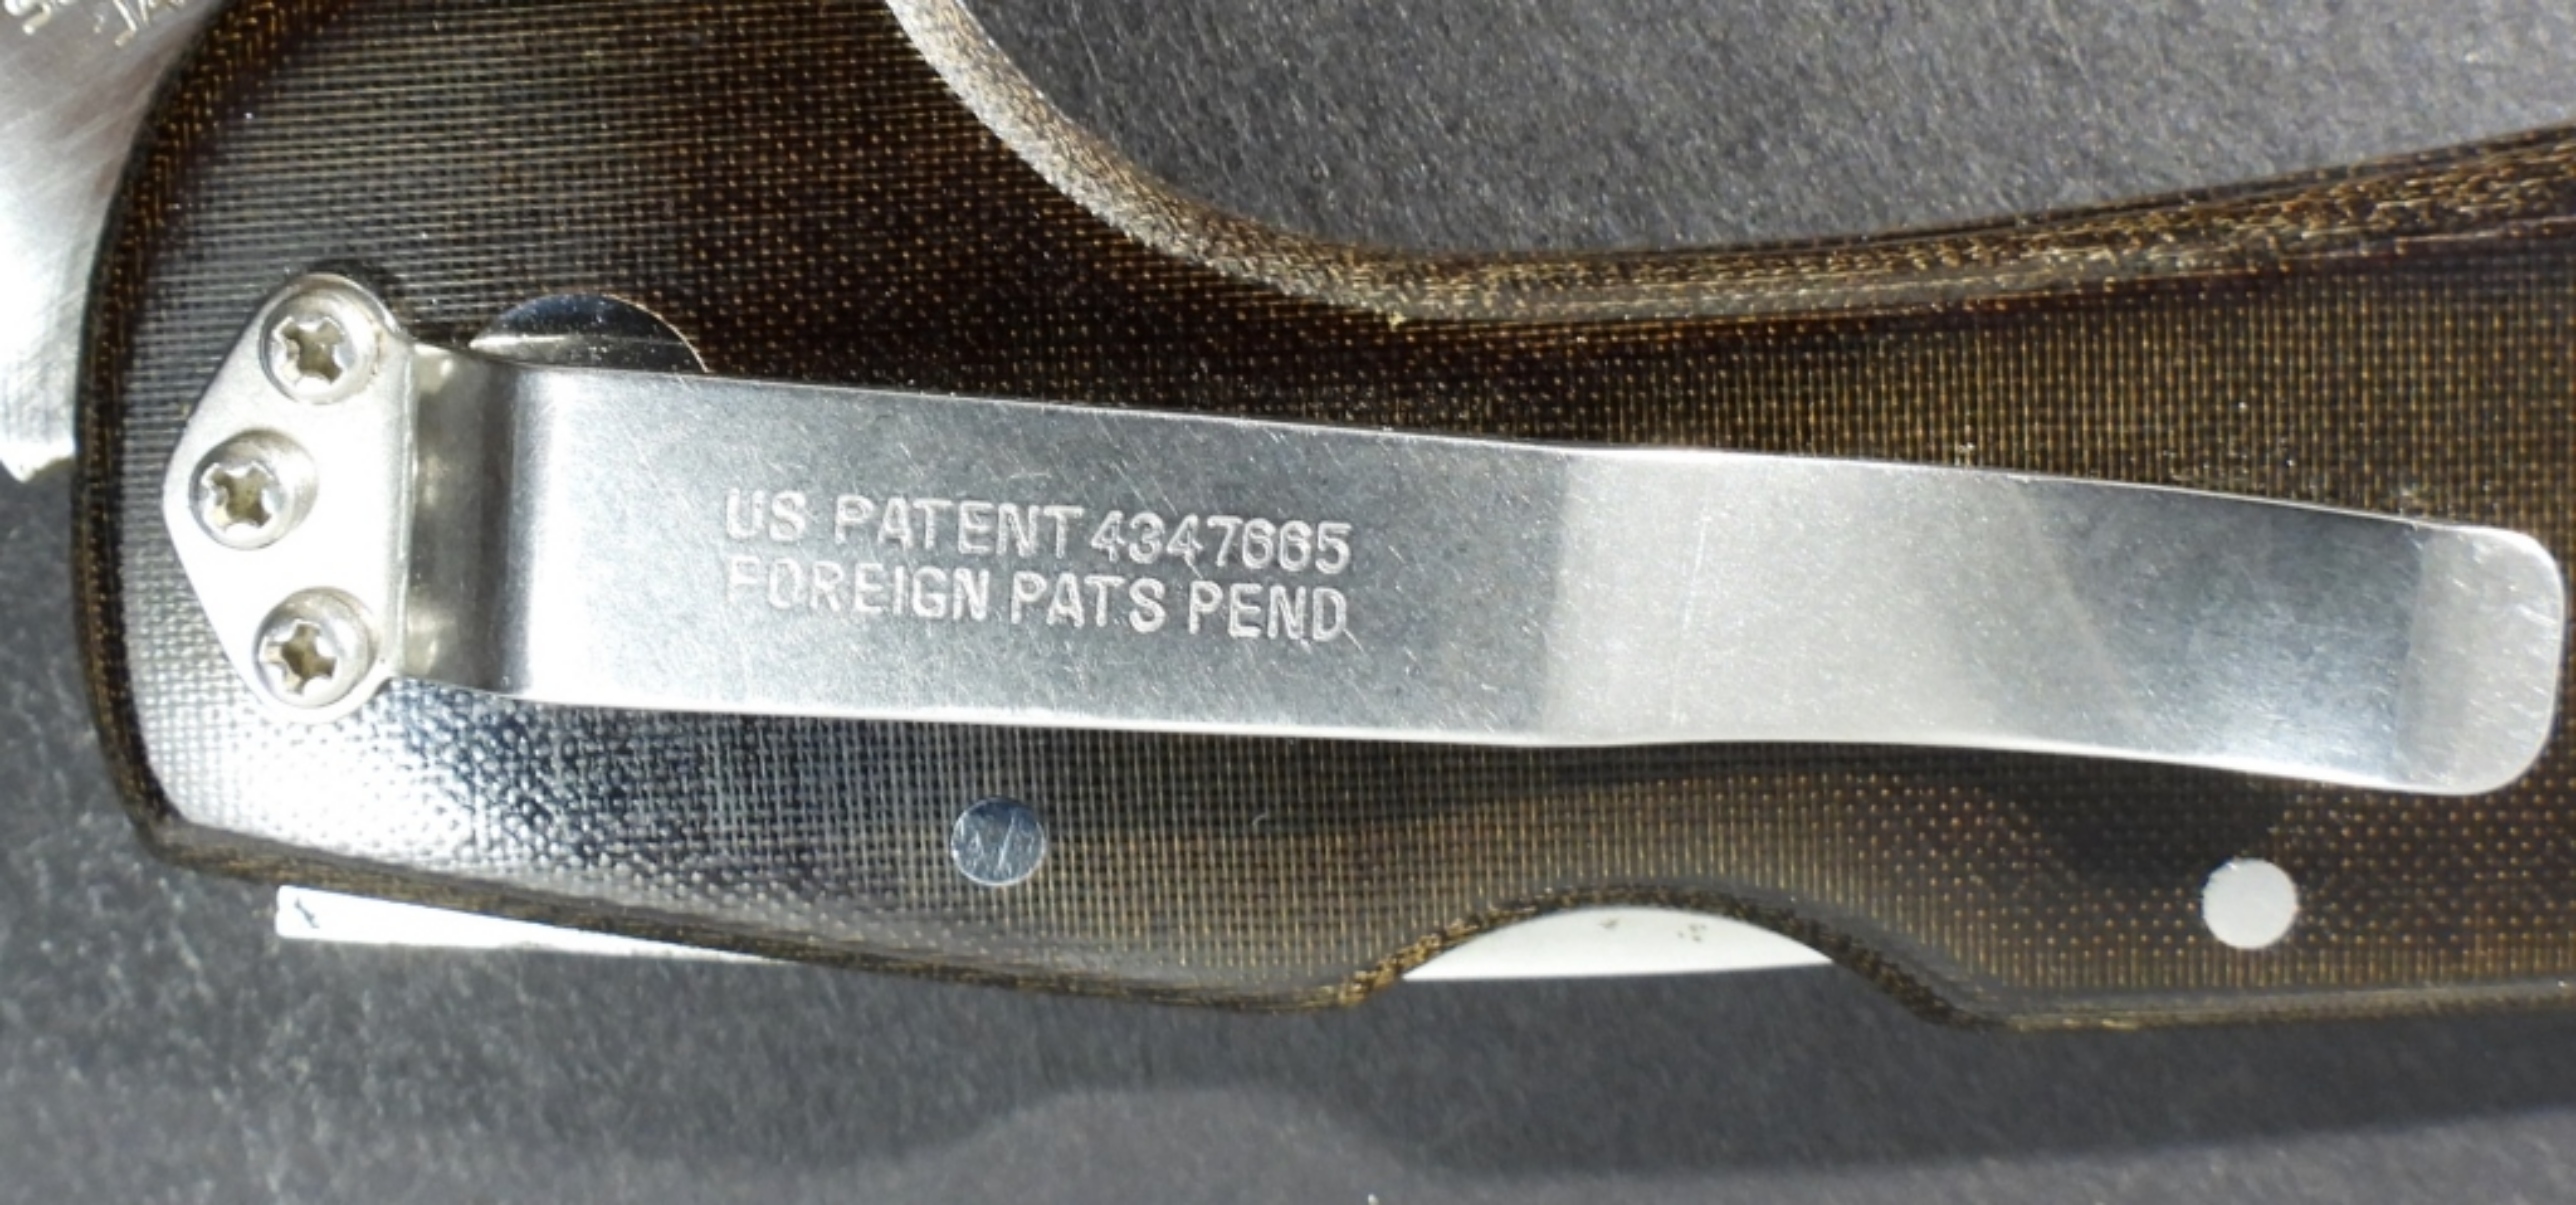 US PATENT 4347665
FOREIGN PATS PEND